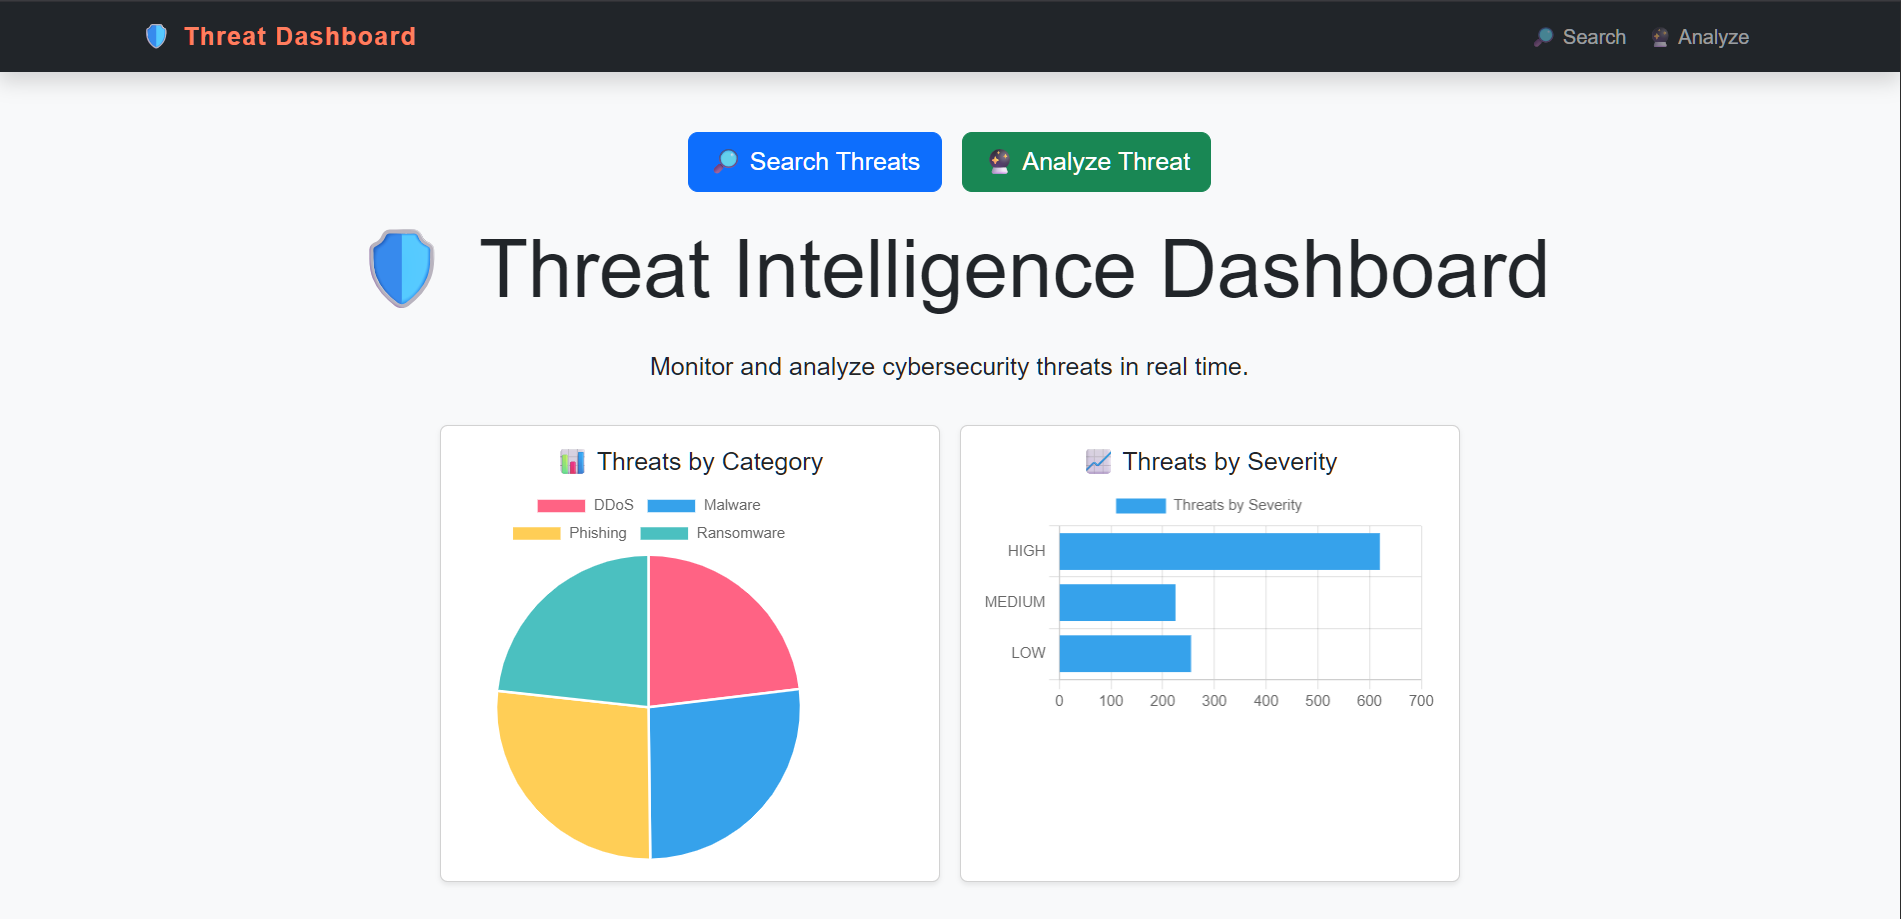 Threat Dashboard
Search
Analyze
Search Threats
Analyze Threat
Threat Intelligence Dashboard
Monitor and analyze cybersecurity threats in real time.
Threats by Category
DDoS Malware
Phishing Ransomware
Threats by Severity
Threats by Severity
HIGH
MEDIUM
LOW
0 100 200 300 400 500 600 700